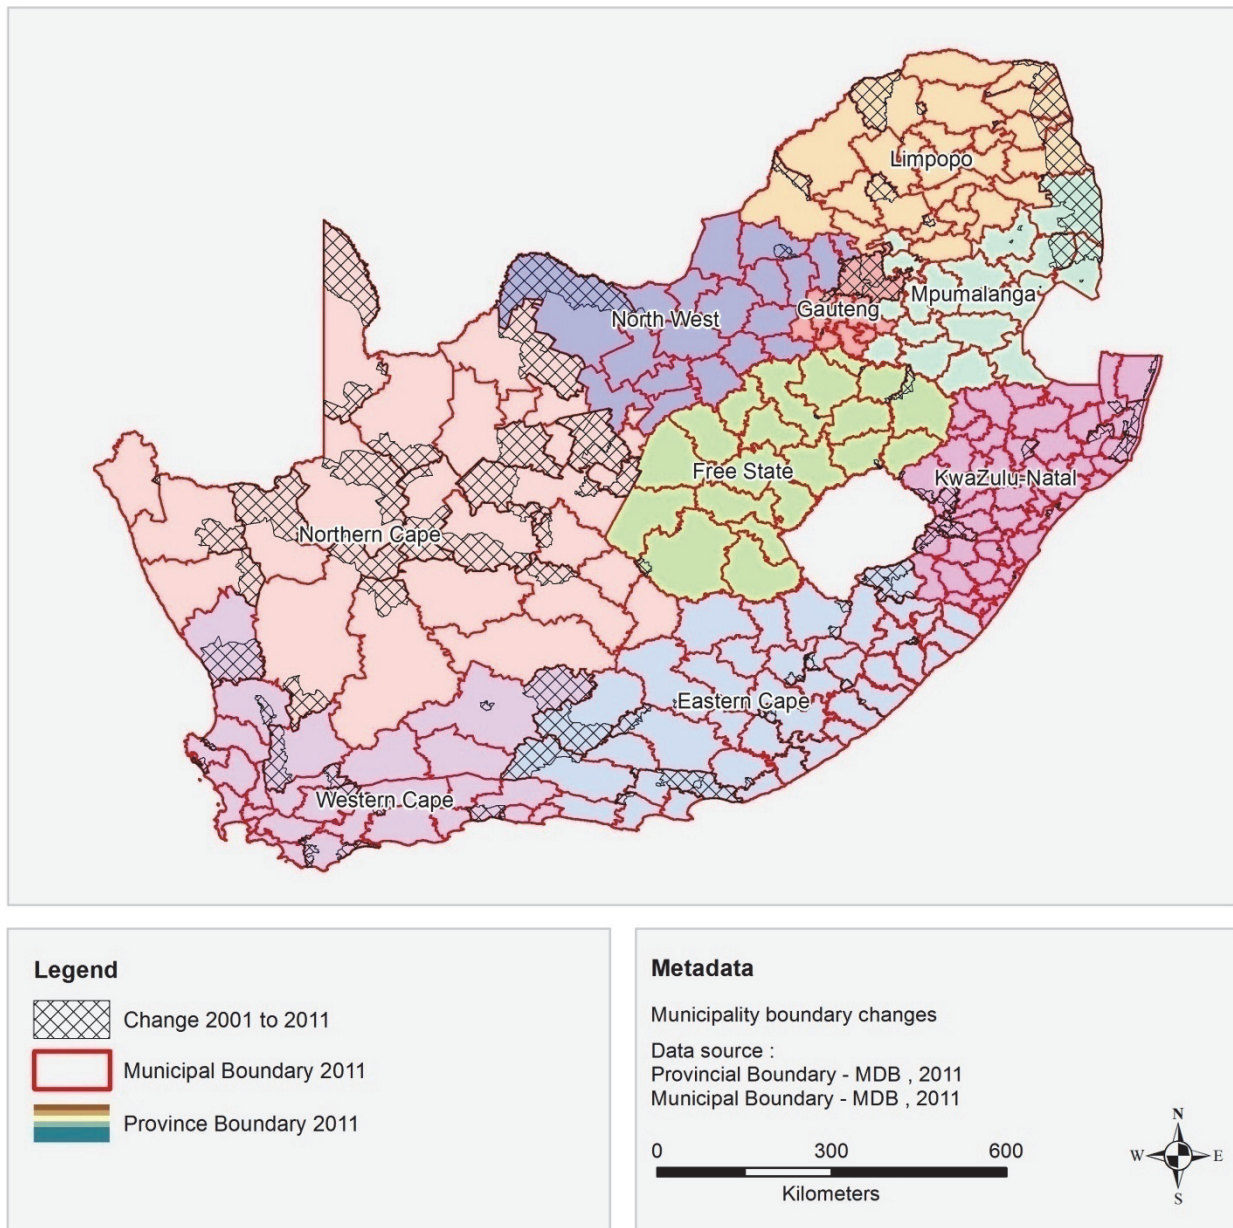 Limpopo
Mpumalanga
Gauteng
North West
Free State
KwaZulu-Natal
Northern Cape
Eastern Cape
Western Cape
Legend
Change 2001 to 2011
Municipal Boundary 2011
Province Boundary 2011
Metadata
Municipality boundary changes
Data source :
Provincial Boundary - MDB , 2011
Municipal Boundary - MDB , 2011
0 300 600
Kilometers
N
W E
S